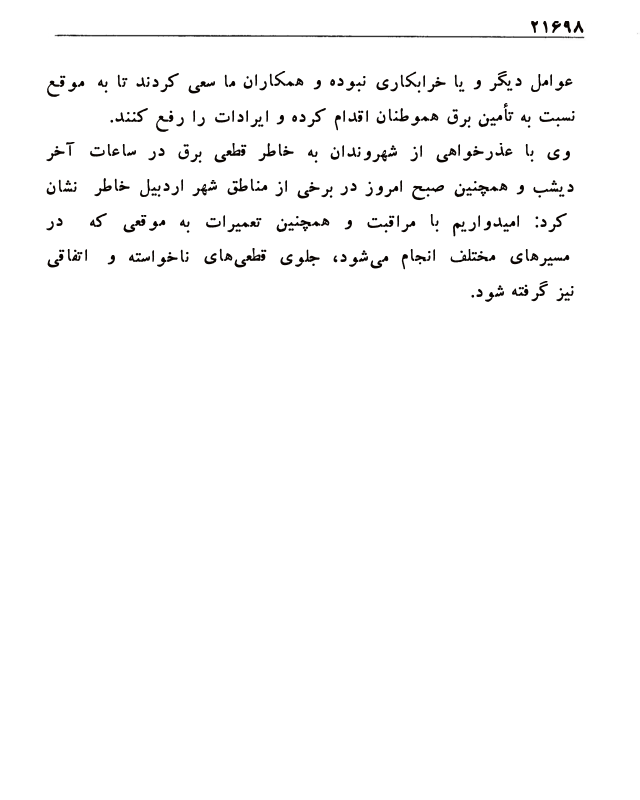 ۲۱۶۹۸
عوامل دیگر و یا خرابکاری نبوده و همکاران ما سعی کردند تا به موقع
نسبت به تأمین برق هموطنان اقدام کرده و ایرادات را رفع کنند.
وی با عذرخواهی از شهروندان به خاطر قطعی برق در ساعات آخر
دیشب و همچنین صبح امروز در برخی از مناطق شهر اردبیل خاطر نشان
کرد: امیدواریم با مراقبت و همچنین تعمیرات به موقعی که در
مسیرهای مختلف انجام می‌شود، جلوی قطعی‌های ناخواسته و اتفاقی
نیز گرفته شود.